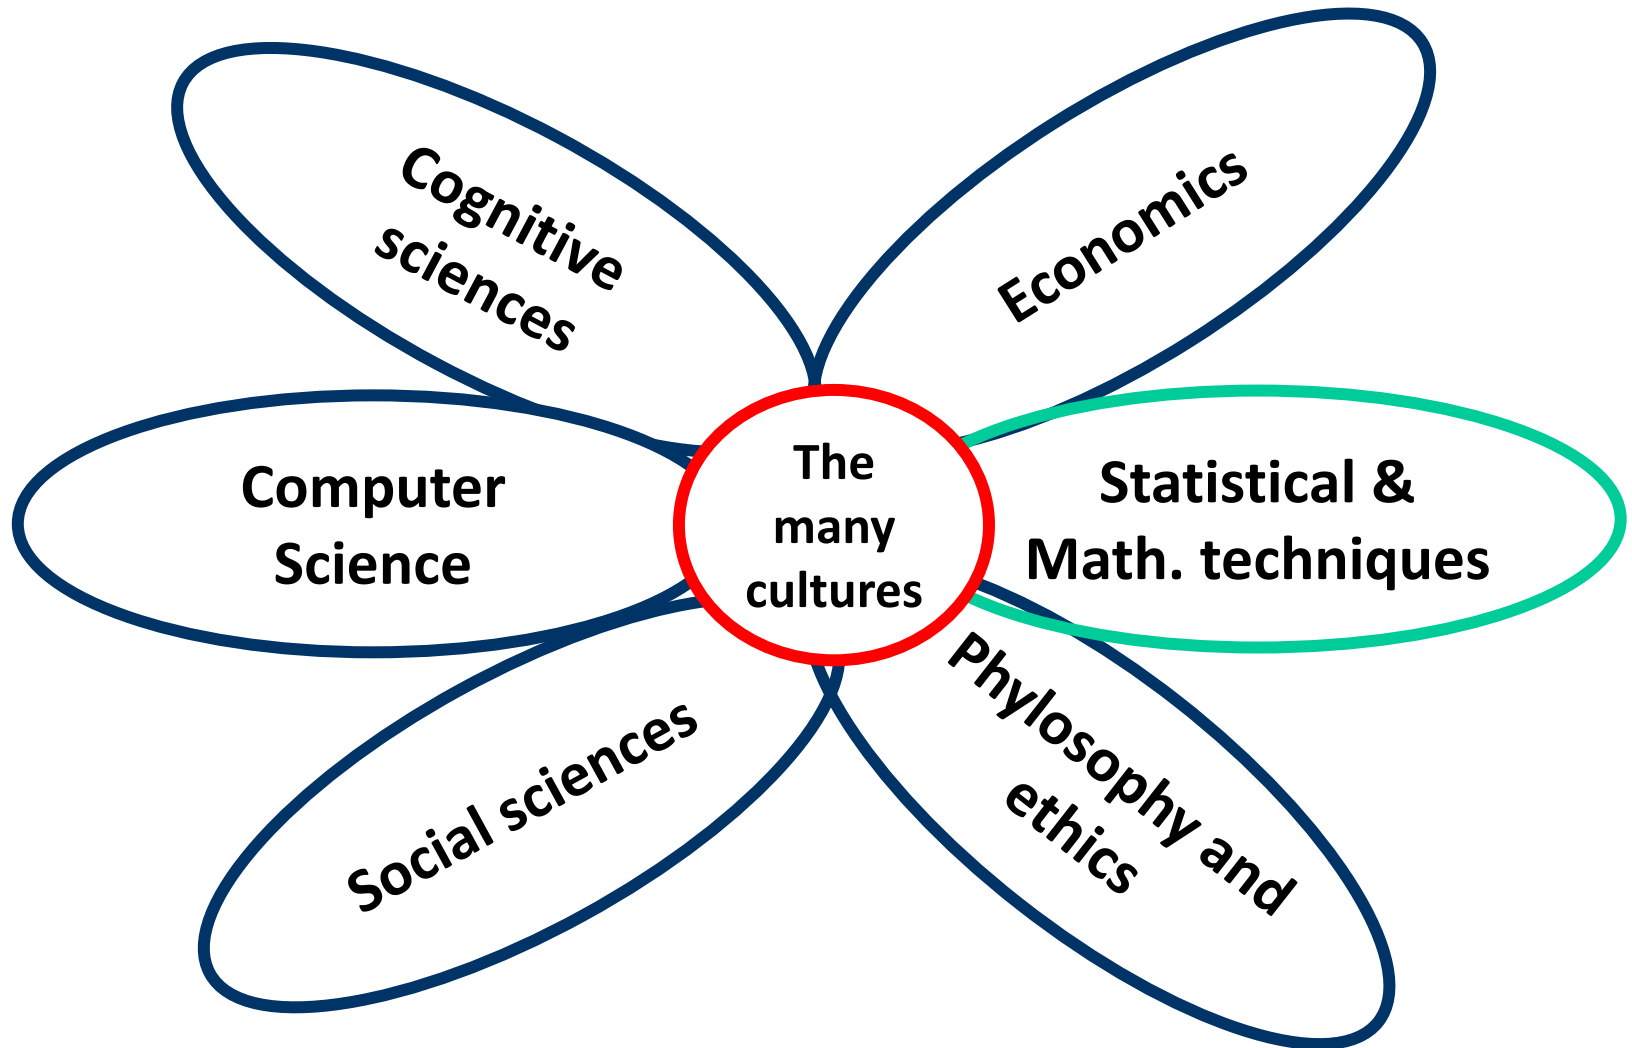 Cognitive
sciences
Economics
Computer
Science
The
many
cultures
Statistical &
Math. techniques
Social sciences
Phylosophy and
ethics